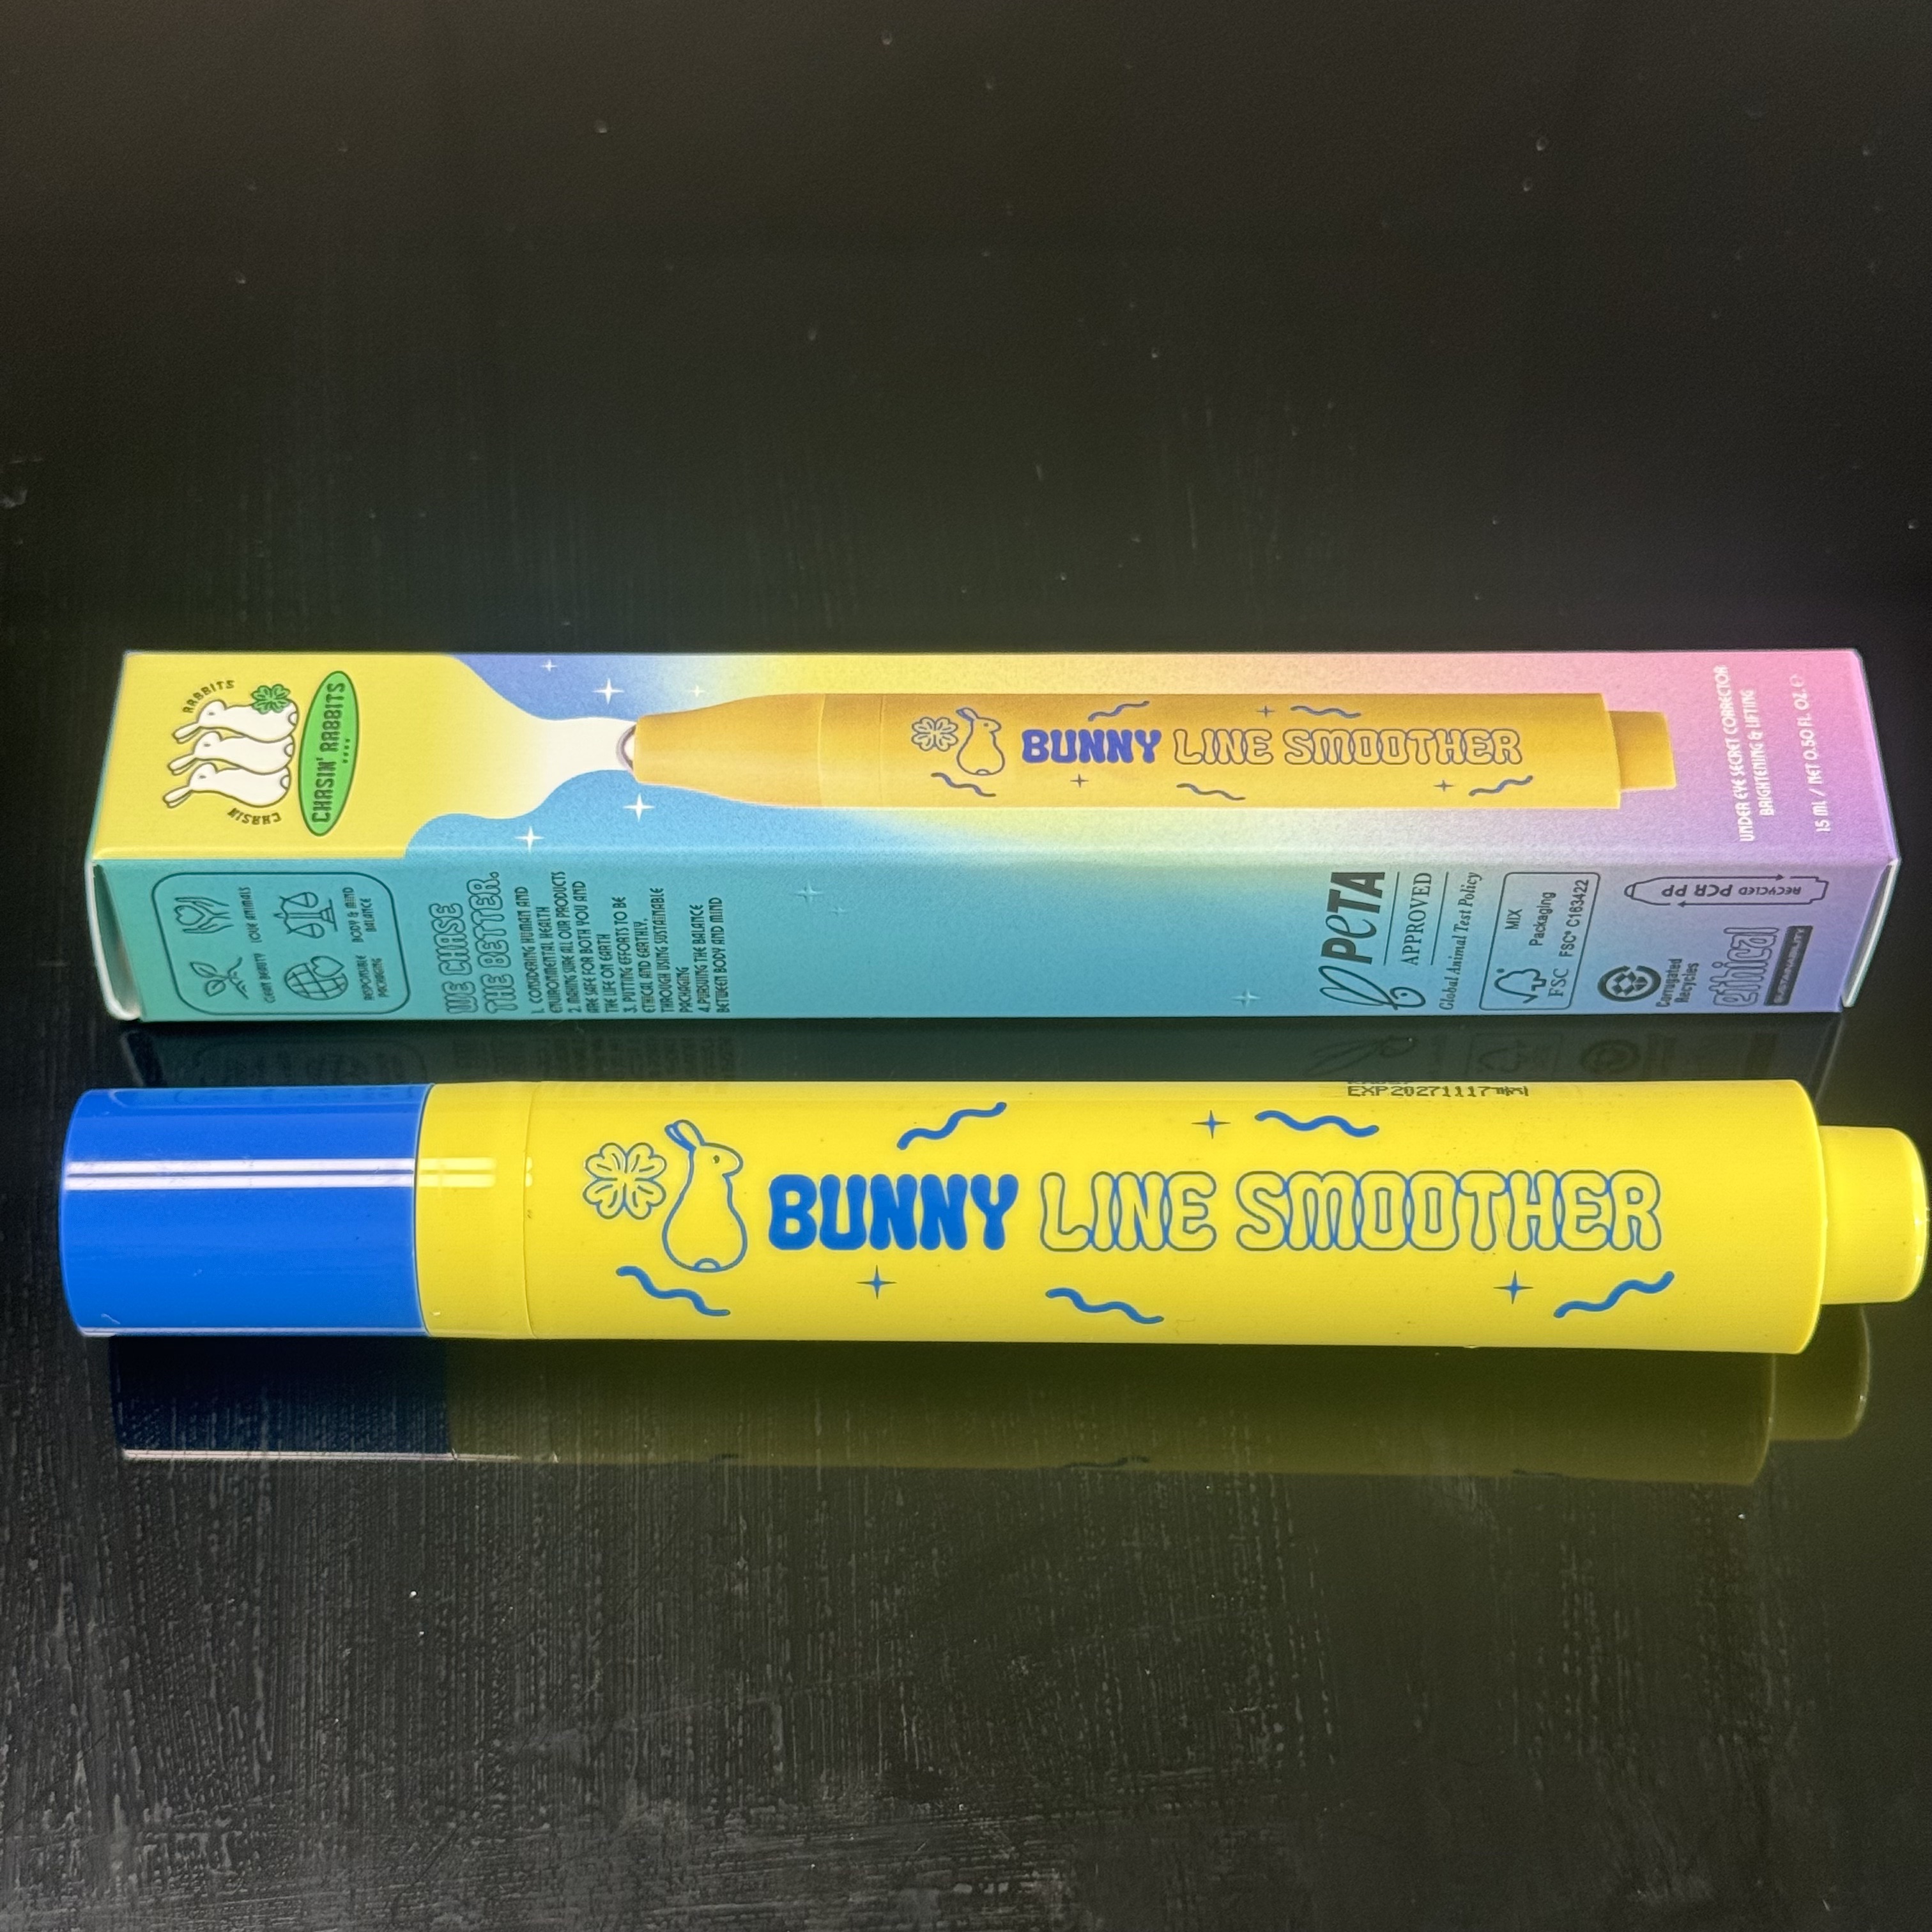 RABBITS
CHASIN'
CHASIN' RABBITS
BUNNY LINE SMOOTHER
UNDER EYE SECRET CORRECTOR
BRIGHTENING & LIFTING
15 ML / NET 0.50 FL. OZ. ℮
CLEAN BEAUTY
LOVE ANIMALS
RESPONSIBLE
PACKAGING
BODY & MIND
BALANCE
WE CHASE
THE BETTER.
1. CONSIDERING HUMAN AND
ENVIRONMENTAL HEALTH
2. MAKING SURE ALL OUR PRODUCTS
ARE SAFE FOR BOTH YOU AND
THE LIFE ON EARTH
3. PUTTING EFFORTS TO BE
ETHICAL AND EARTHLY,
THROUGH USING SUSTAINABLE
PACKAGING
4. PURSUING THE BALANCE
BETWEEN BODY AND MIND
PETA
APPROVED
Global Animal Test Policy
FSC
MIX
Packaging
FSC® C163422
RECYCLED PCR PP
Corrugated
Recycles
ethical
SUSTAINABILITY
EXP20271117
BUNNY LINE SMOOTHER